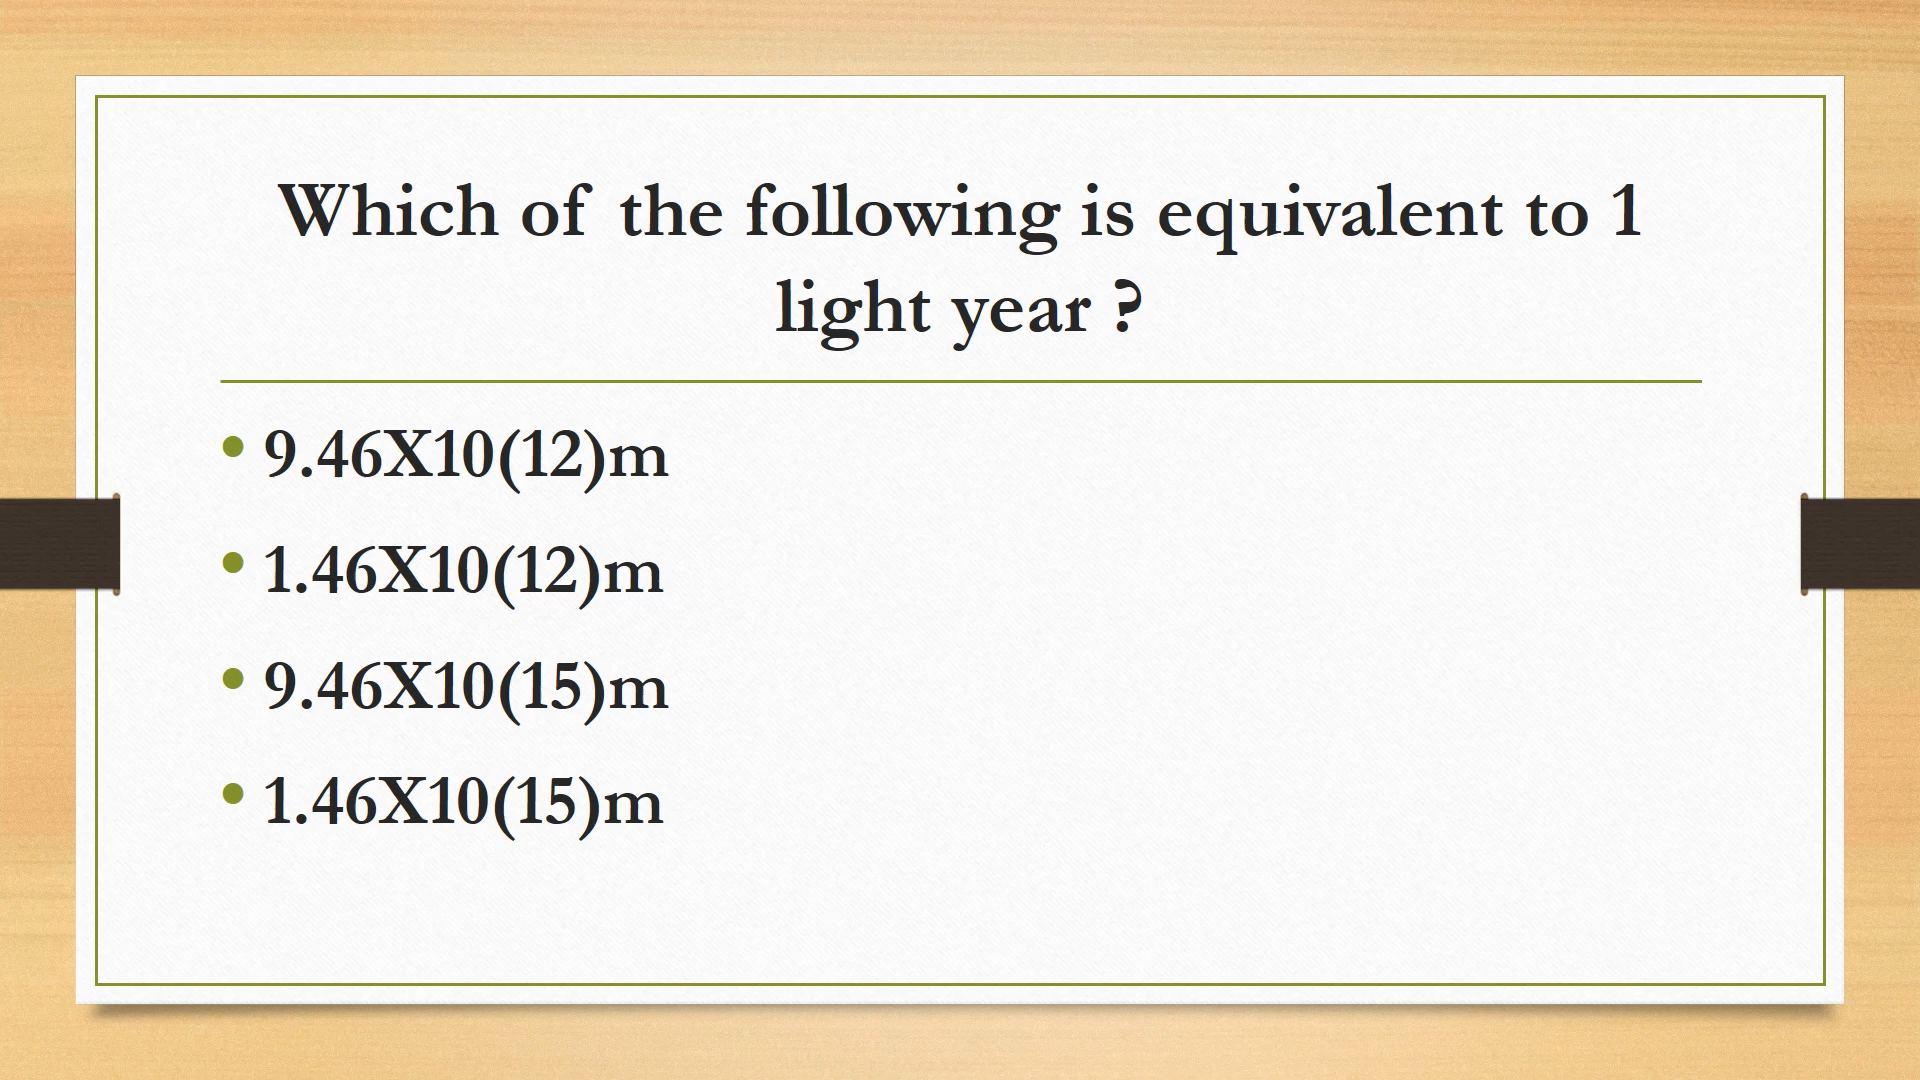 Which of the following is equivalent to 1
light year ?
• 9.46X10(12)m
• 1.46X10(12)m
• 9.46X10(15)m
• 1.46X10(15)m